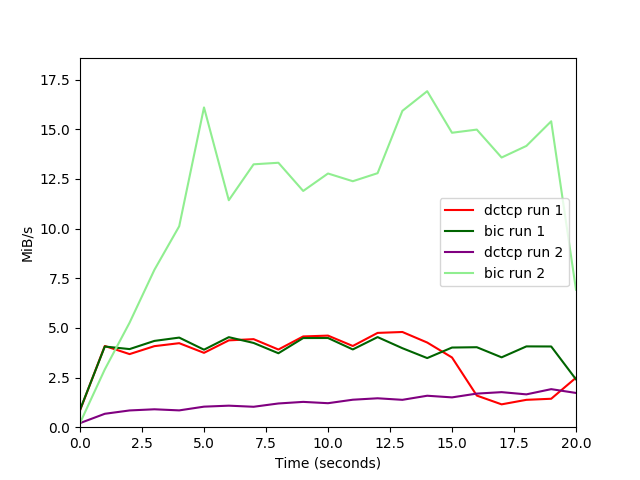 17.5
15.0
12.5
10.0
7.5
5.0
2.5
0.0
MiB/s
dctcp run 1
bic run 1
dctcp run 2
bic run 2
0.0 2.5 5.0 7.5 10.0 12.5 15.0 17.5 20.0
Time (seconds)